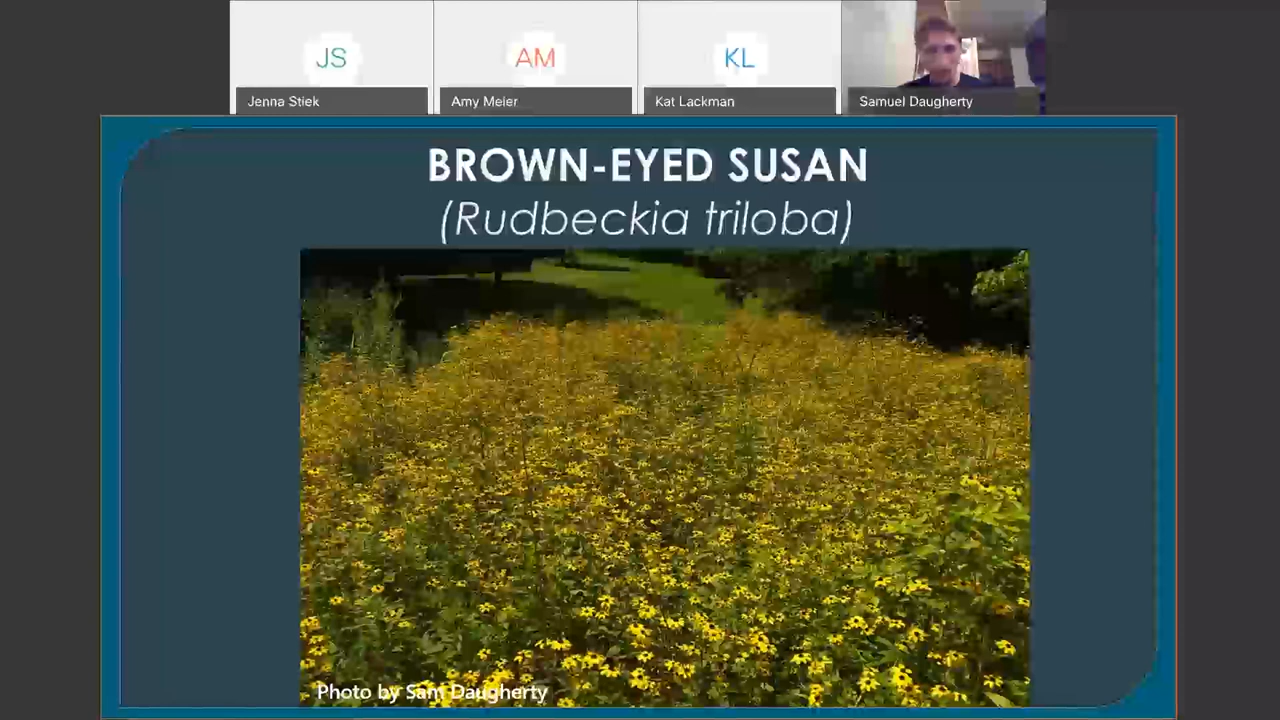 JS
AM
KL
Jenna Stiek
Amy Meier
Kat Lackman
Samuel Daugherty
BROWN-EYED SUSAN
(Rudbeckia triloba)
Photo by Sam Daugherty